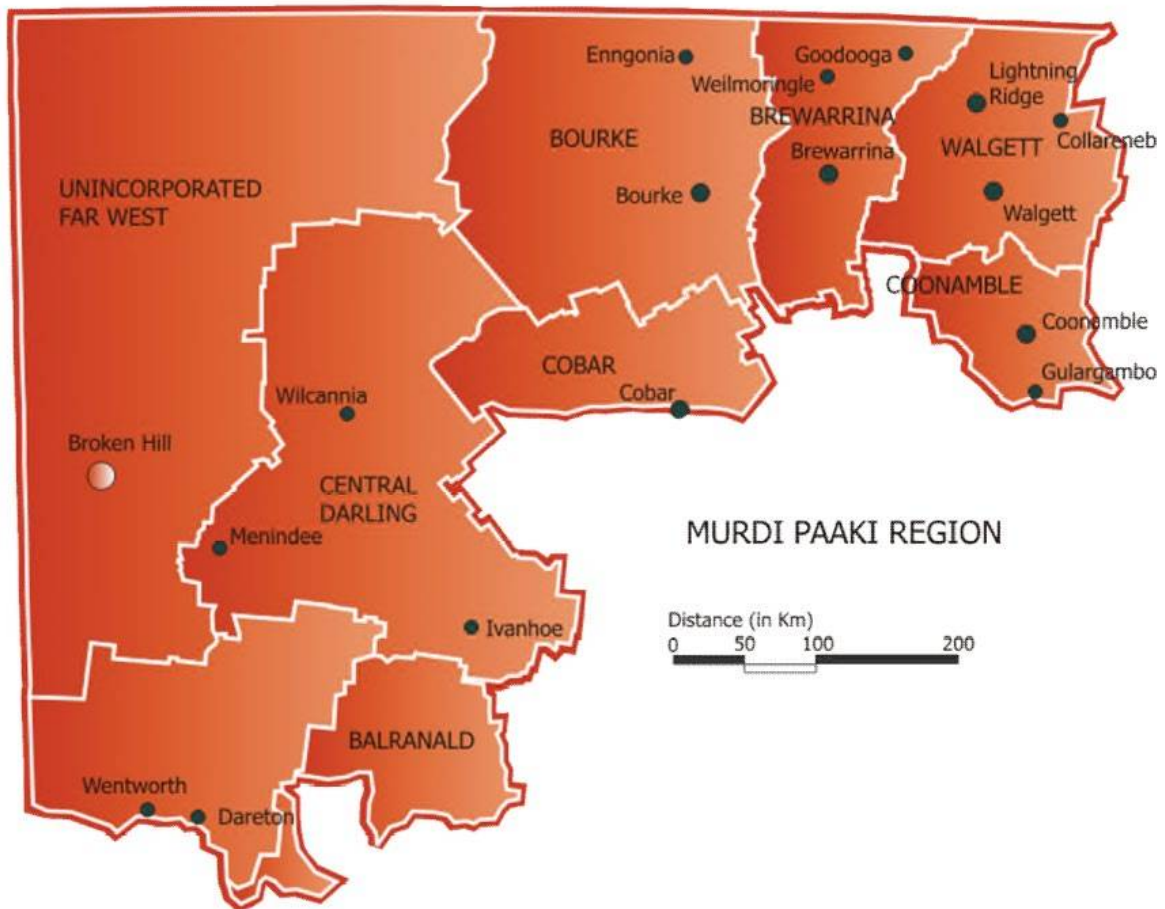 Enngonia
Goodooga
Weilmoringle
Lightning
Ridge
BOURKE
BREWARRINA
Collareneb
WALGETT
Brewarrina
UNINCORPORATED
FAR WEST
Bourke
Walgett
COONAMBLE
Coonamble
COBAR
Gulargambo
Cobar
Wilcannia
Broken Hill
CENTRAL
DARLING
Menindee
MURDI PAAKI REGION
Ivanhoe
Distance (in Km)
0 50 100 200
BALRANALD
Wentworth
Dareton